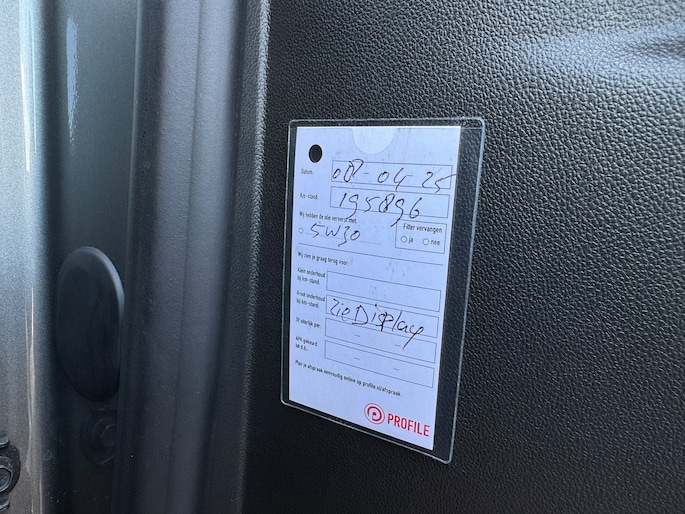 Datum: 08-04-25
Km-stand: 195896
Wij hebben de olie ververst met:
5W30
Filter vervangen
ja nee
Wij zien je graag terug voor:
Klein onderhoud
bij km-stand:
Groot onderhoud
bij km-stand: Zie Display
Of uiterlijk per: - -
APK gekeurd
- -
Plan je afspraak eenvoudig online op profile.nl/afspraak
PROFILE